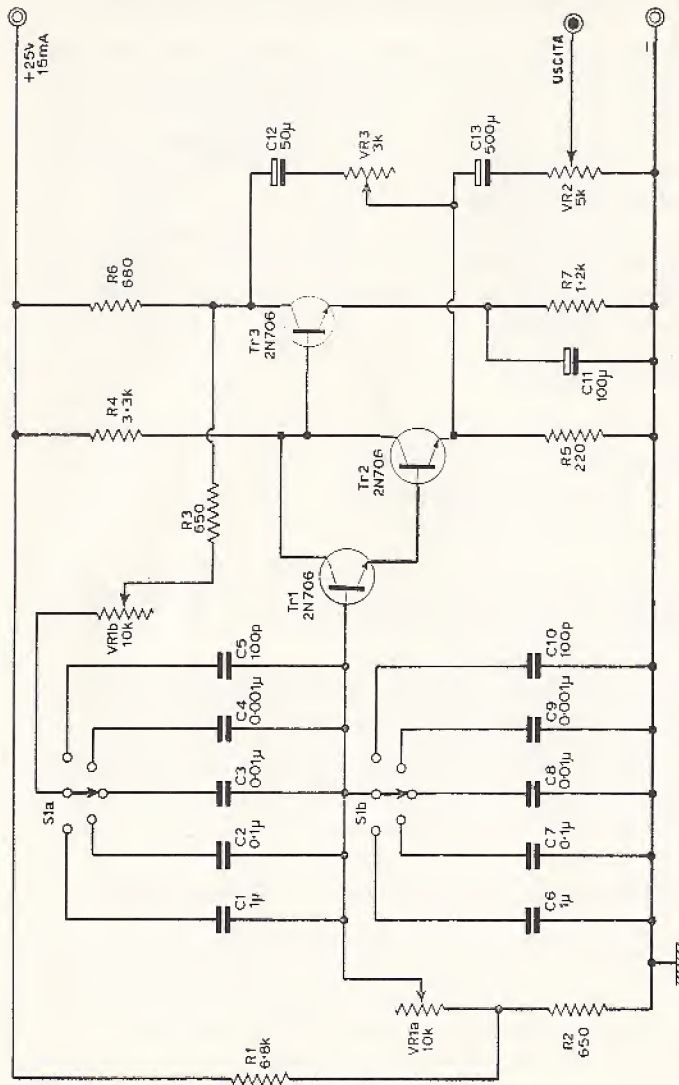 +25v
15mA
R6
680
R4
3·3k
R3
650
VR1b
10k
S1a
C5
100p
C4
0·001µ
C3
0·01µ
C2
0·1µ
C1
1µ
R1
6·8k
C12
50µ
VR3
3k
Tr3
2N706
Tr2
2N706
Tr1
2N706
USCITA
C13
500µ
VR2
5k
R7
1·2k
C11
100µ
R5
220
S1b
C10
100p
C9
0·001µ
C8
0·01µ
C7
0·1µ
C6
1µ
VR1a
10k
R2
650
–